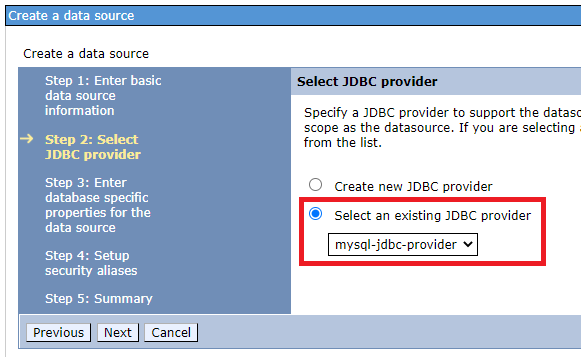 Create a data source
Create a data source
Step 1: Enter basic
data source
information
Step 2: Select
JDBC provider
Step 3: Enter
database specific
properties for the
data source
Step 4: Setup
security aliases
Step 5: Summary
Select JDBC provider
Specify a JDBC provider to support the dataso
scope as the datasource. If you are selecting a
from the list.
Create new JDBC provider
Select an existing JDBC provider
mysql-jdbc-provider
Previous Next Cancel